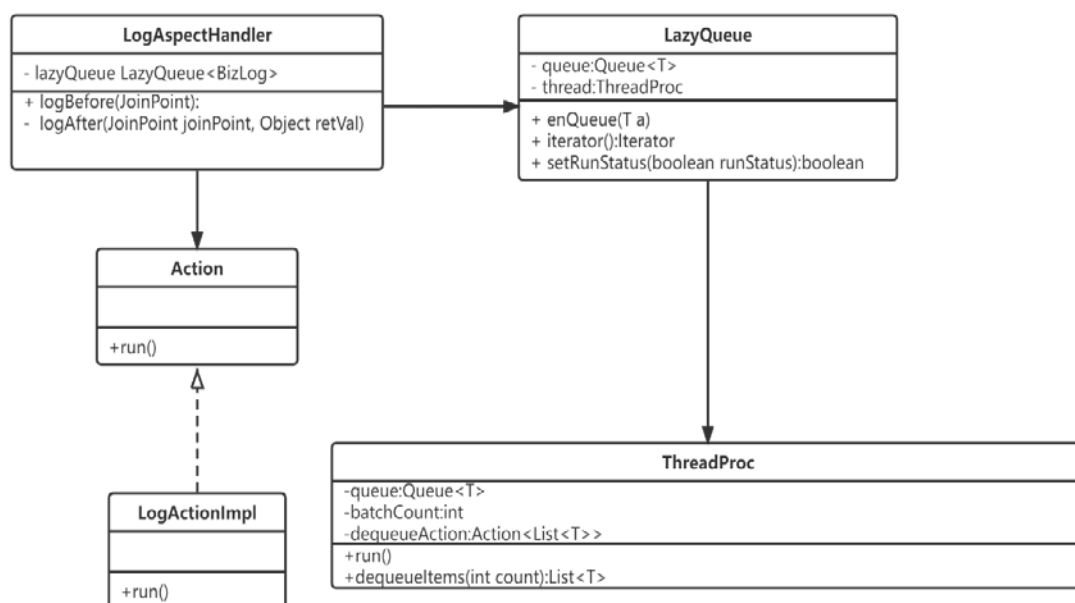 LogAspectHandler
- lazyQueue LazyQueue<BizLog>
+ logBefore(JoinPoint):
- logAfter(JoinPoint joinPoint, Object retVal)
LazyQueue
- queue:Queue<T>
- thread:ThreadProc
+ enQueue(T a)
+ iterator():Iterator
+ setRunStatus(boolean runStatus):boolean
Action
+run()
ThreadProc
-queue:Queue<T>
-batchCount:int
-dequeueAction:Action<List<T>>
+run()
+dequeueItems(int count):List<T>
LogActionImpl
+run()